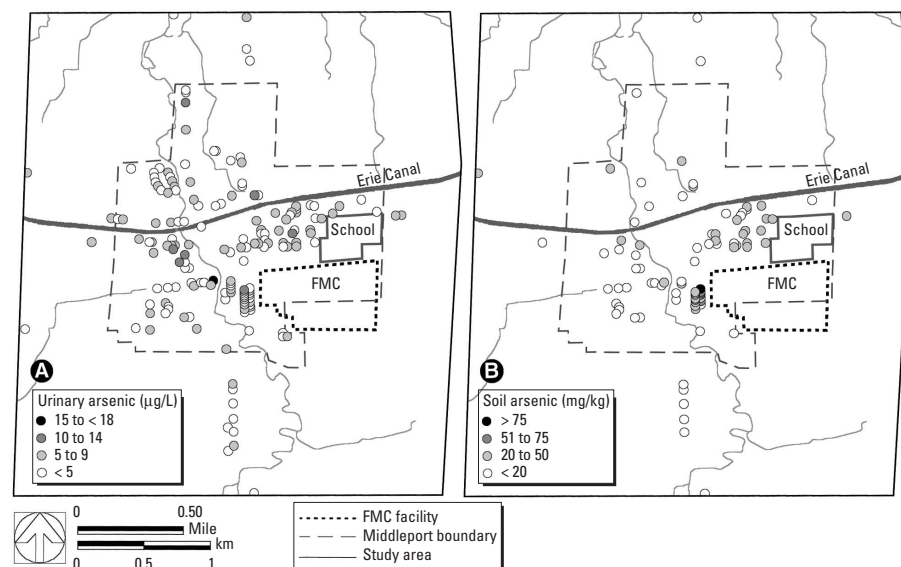 Erie Canal
School
FMC
A
Urinary arsenic (μg/L)
15 to < 18
10 to 14
5 to 9
< 5
Erie Canal
School
FMC
B
Soil arsenic (mg/kg)
> 75
51 to 75
20 to 50
< 20
0 0.50
Mile
km
0 0.5 1
FMC facility
Middleport boundary
Study area